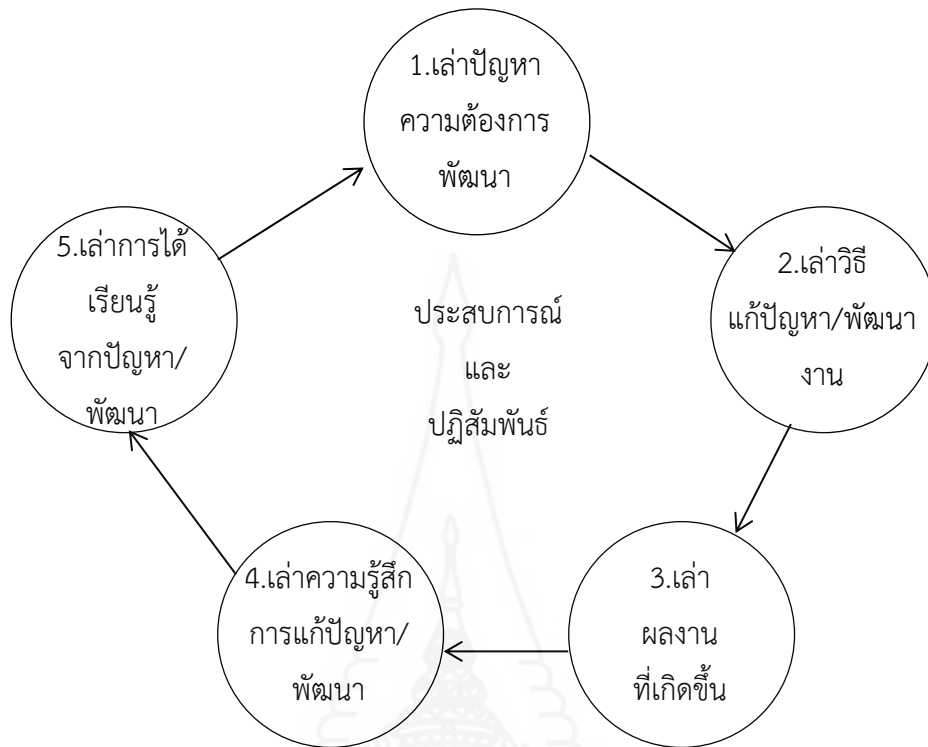 1.เล่าปัญหา
ความต้องการ
พัฒนา
2.เล่าวิธี
แก้ปัญหา/พัฒนา
งาน
3.เล่า
ผลงาน
ที่เกิดขึ้น
4.เล่าความรู้สึก
การแก้ปัญหา/
พัฒนา
5.เล่าการได้
เรียนรู้
จากปัญหา/
พัฒนา
ประสบการณ์
และ
ปฏิสัมพันธ์